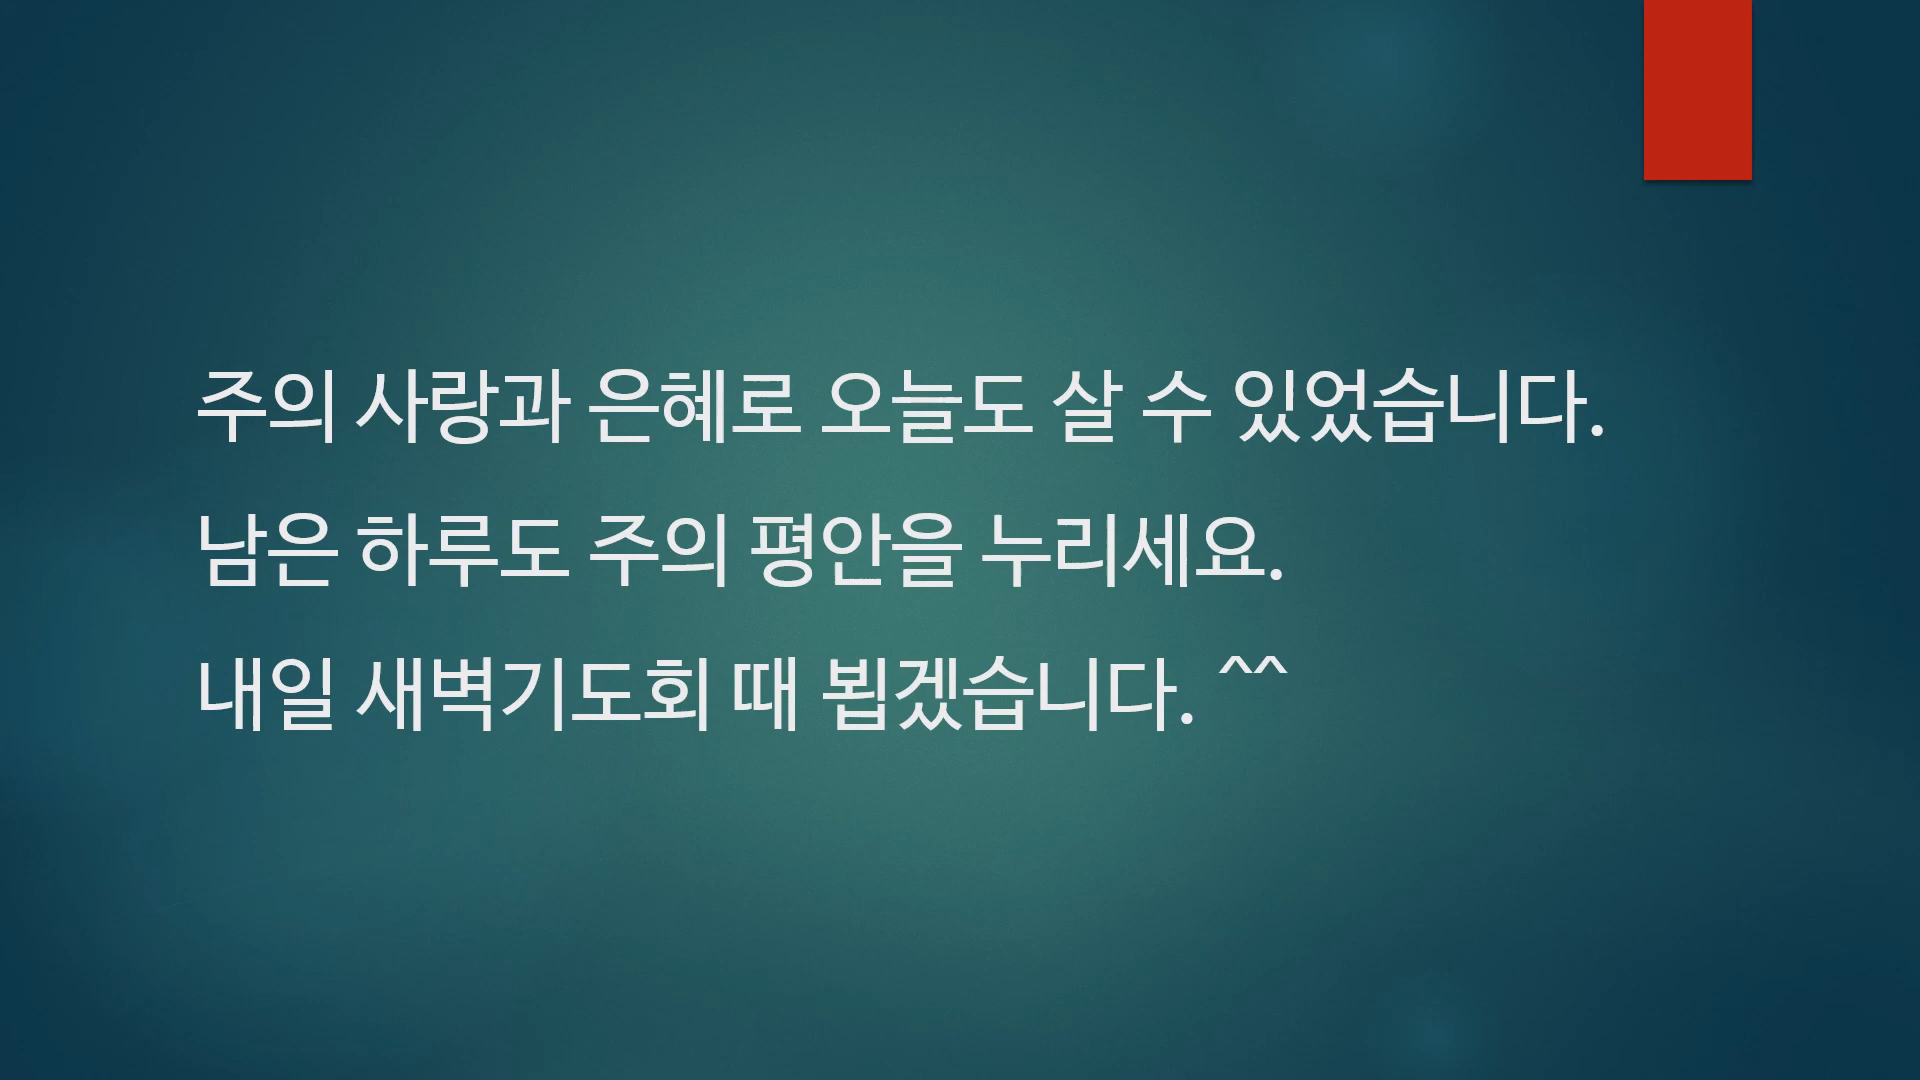 주의 사랑과 은혜로 오늘도 살 수 있었습니다.
남은 하루도 주의 평안을 누리세요.
내일 새벽기도회 때 뵙겠습니다. ^^